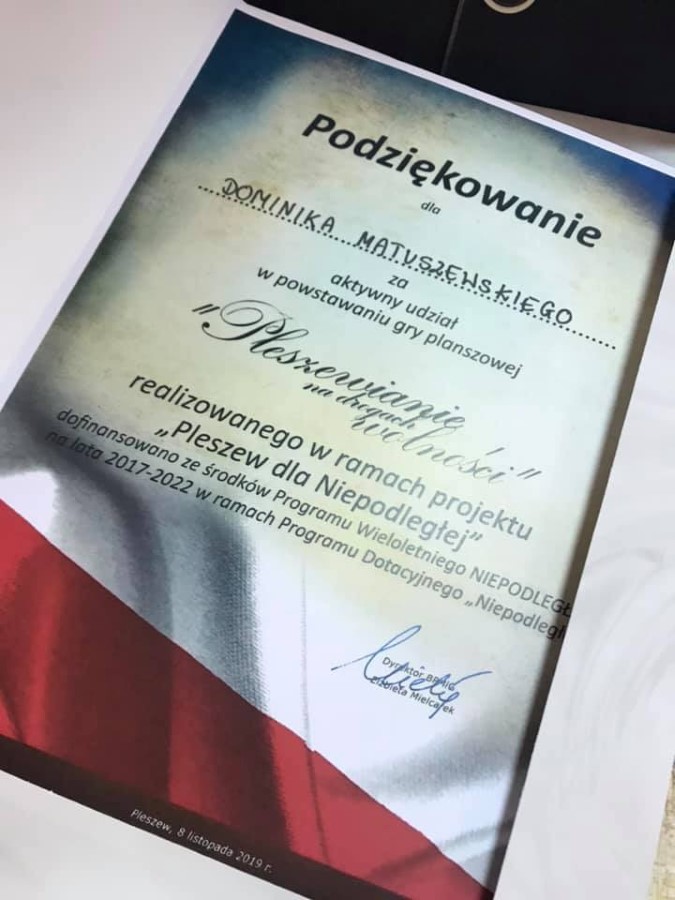 Podziękowanie
dla
DOMINIKA MATUSZEWSKIEGO
za
aktywny udział
w powstawaniu gry planszowej
„Pleszewianie
na drogach
wolności”
realizowanego w ramach projektu
„Pleszew dla Niepodległej”
dofinansowano ze środków Programu Wieloletniego NIEPODLEGŁ
na lata 2017-2022 w ramach Programu Dotacyjnego „Niepodległ
Dyrektor
Elżbieta Mielcarek
Pleszew, 8 listopada 2019 r.